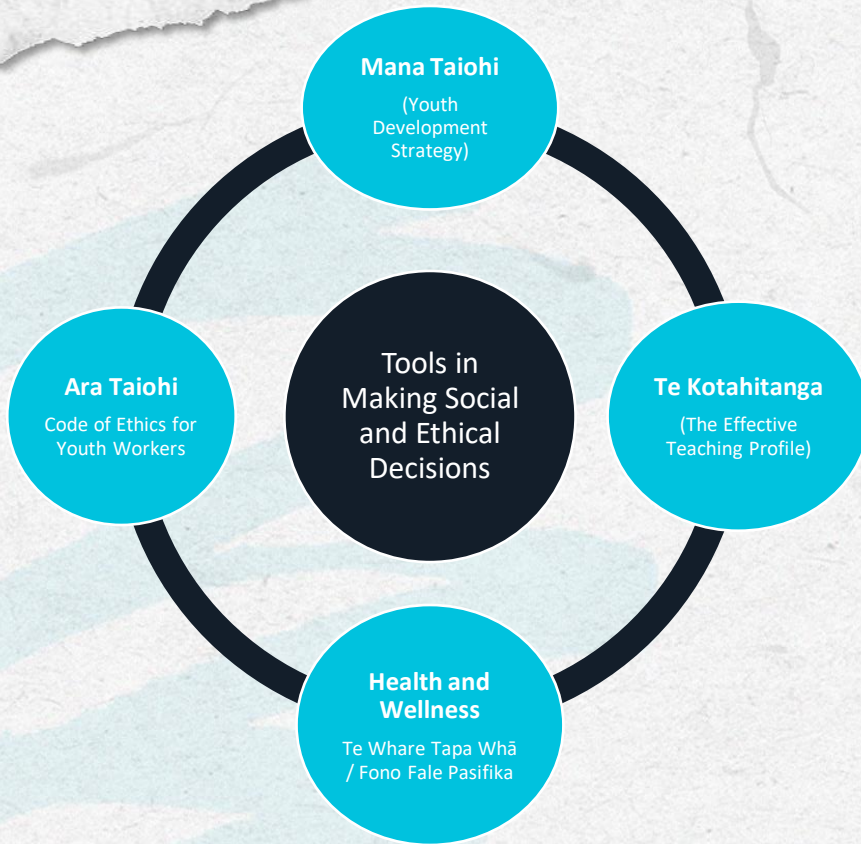 Mana Taiohi
(Youth
Development
Strategy)
Ara Taiohi
Code of Ethics for
Youth Workers
Tools in
Making Social
and Ethical
Decisions
Te Kotahitanga
(The Effective
Teaching Profile)
Health and
Wellness
Te Whare Tapa Whā
/ Fono Fale Pasifika